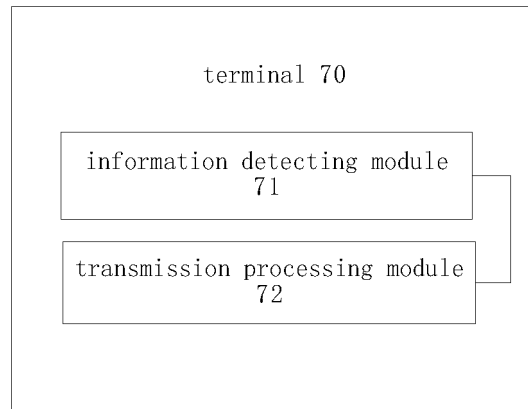 terminal 70
information detecting module
71
transmission processing module
72